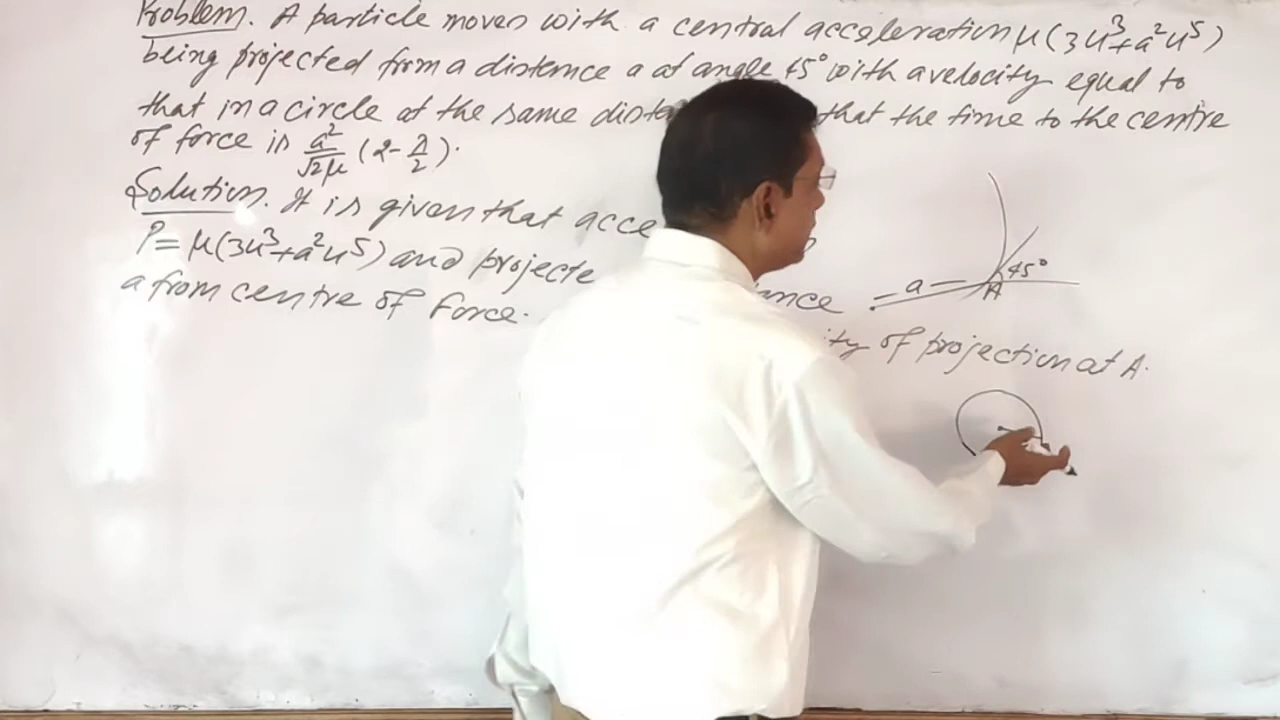 Problem. A particle moves with a central acceleration μ(3u³+a²u⁵)
being projected from a distance a at angle 45° with a velocity equal to
that in a circle at the same dista that the time to the centre
of force is a²/√2μ (2-π/2).
Solution. It is given that acce
P=μ(3u³+a²u⁵) and projecte ance
a from centre of force.
ity of projection at A.
a
A
45°